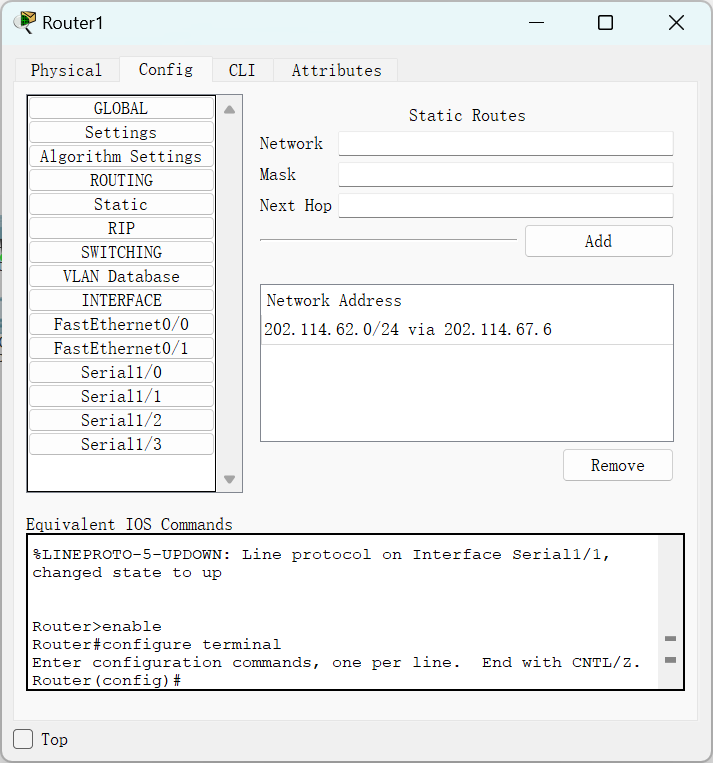 Router1
Physical
Config
CLI
Attributes
GLOBAL
Settings
Algorithm Settings
ROUTING
Static
RIP
SWITCHING
VLAN Database
INTERFACE
FastEthernet0/0
FastEthernet0/1
Serial1/0
Serial1/1
Serial1/2
Serial1/3
Static Routes
Network
Mask
Next Hop
Add
Network Address
202.114.62.0/24 via 202.114.67.6
Remove
Equivalent IOS Commands
%LINEPROTO-5-UPDOWN: Line protocol on Interface Serial1/1,
changed state to up
Router>enable
Router#configure terminal
Enter configuration commands, one per line.  End with CNTL/Z.
Router(config)#
Top